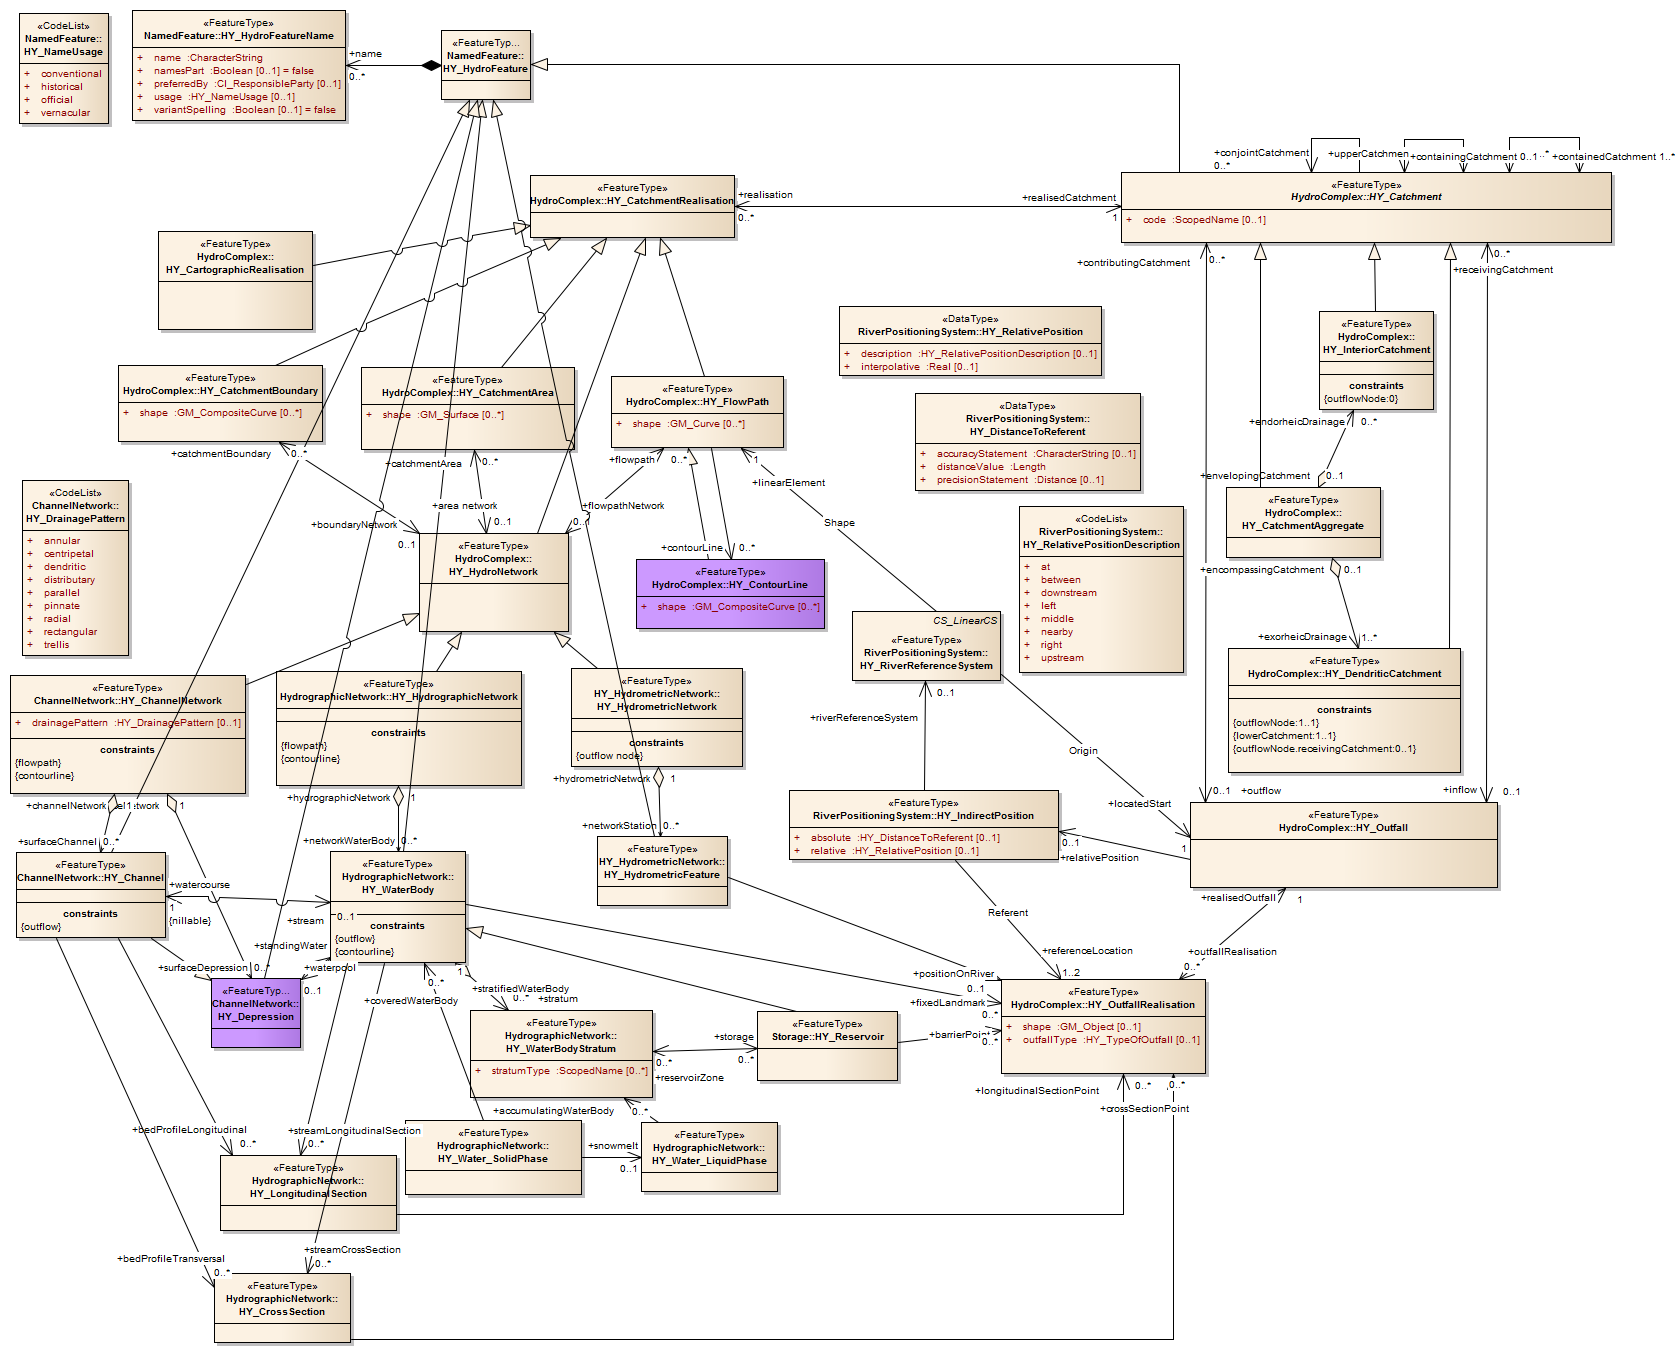 «CodeList»
NamedFeature::
HY_NameUsage
+ conventional
+ historical
+ official
+ vernacular
«FeatureType»
NamedFeature::HY_HydroFeatureName
+ name :CharacterString
+ namesPart :Boolean [0..1] = false
+ preferredBy :CI_ResponsibleParty [0..1]
+ usage :HY_NameUsage [0..1]
+ variantSpelling :Boolean [0..1] = false
+name
0..*
«FeatureTyp...
NamedFeature::
HY_HydroFeature
+conjointCatchment
0..*
+upperCatchmen
+containingCatchment 0..1
..*
+containedCatchment 1..*
«FeatureType»
HydroComplex::HY_CatchmentRealisation
+realisation
0..*
+realisedCatchment
1
«FeatureType»
HydroComplex::HY_Catchment
+ code :ScopedName [0..1]
«FeatureType»
HydroComplex::
HY_CartographicRealisation
+contributingCatchment
0..*
0..*
+receivingCatchment
«DataType»
RiverPositioningSystem::HY_RelativePosition
+ description :HY_RelativePositionDescription [0..1]
+ interpolative :Real [0..1]
«FeatureType»
HydroComplex::
HY_InteriorCatchment
constraints
{outflowNode:0}
«FeatureType»
HydroComplex::HY_CatchmentBoundary
+ shape :GM_CompositeCurve [0..*]
«FeatureType»
HydroComplex::HY_CatchmentArea
+ shape :GM_Surface [0..*]
«FeatureType»
HydroComplex::HY_FlowPath
+ shape :GM_Curve [0..*]
«DataType»
RiverPositioningSystem::
HY_DistanceToReferent
+ accuracyStatement :CharacterString [0..1]
+ distanceValue :Length
+ precisionStatement :Distance [0..1]
+endorheicDrainage
0..*
+catchmentBoundary
0..*
+catchmentArea
0..*
+flowpath
0..*
1
+linearElement
+envelopingCatchment
0..1
«CodeList»
ChannelNetwork::
HY_DrainagePattern
+ annular
+ centripetal
+ dendritic
+ distributary
+ parallel
+ pinnate
+ radial
+ rectangular
+ trellis
+boundaryNetwork
0..1
+area network
0..1
+flowpathNetwork
0..1
Shape
«FeatureType»
HydroComplex::
HY_CatchmentAggregate
«CodeList»
RiverPositioningSystem::
HY_RelativePositionDescription
+ at
+ between
+ downstream
+ left
+ middle
+ nearby
+ right
+ upstream
«FeatureType»
HydroComplex::
HY_HydroNetwork
+contourLine
0..*
«FeatureType»
HydroComplex::HY_ContourLine
+ shape :GM_CompositeCurve [0..*]
+encompassingCatchment
0..1
CS_LinearCS
«FeatureType»
RiverPositioningSystem::
HY_RiverReferenceSystem
+exorheicDrainage
1..*
«FeatureType»
HydroComplex::HY_DendriticCatchment
constraints
{outflowNode:1..1}
{lowerCatchment:1..1}
{outflowNode.receivingCatchment:0..1}
«FeatureType»
ChannelNetwork::HY_ChannelNetwork
+ drainagePattern :HY_DrainagePattern [0..1]
constraints
{flowpath}
{contourline}
«FeatureType»
HydrographicNetwork::HY_HydrographicNetwork
constraints
{flowpath}
{contourline}
«FeatureType»
HY_HydrometricNetwork::
HY_HydrometricNetwork
constraints
{outflow node}
0..1
+riverReferenceSystem
Origin
+hydrometricNetwork
1
+channelNetwork
1
+hydrographicNetwork
1
+locatedStart
1
0..1
+outflow
+inflow
0..1
«FeatureType»
RiverPositioningSystem::HY_IndirectPosition
+ absolute :HY_DistanceToReferent [0..1]
+ relative :HY_RelativePosition [0..1]
«FeatureType»
HydroComplex::HY_Outfall
+surfaceChannel
0..*
+networkWaterBody
0..*
+networkStation
0..*
0..1
+relativePosition
«FeatureType»
ChannelNetwork::HY_Channel
constraints
{outflow}
«FeatureType»
HydrographicNetwork::
HY_WaterBody
constraints
{outflow}
{contourline}
«FeatureType»
HY_HydrometricNetwork::
HY_HydrometricFeature
+watercourse
1
{nillable}
+stream
0..1
+standingWater
Referent
+realisedOutfall
1
+surfaceDepression
0..*
+waterpool
0..1
+referenceLocation
1..2
+outfallRealisation
0..*
«FeatureTyp...
ChannelNetwork::
HY_Depression
+coveredWaterBody
0..*
1
+stratifiedWaterBody
0..*
+stratum
+positionOnRiver
0..1
+fixedLandmark
0..*
+barrierPoint
0..*
«FeatureType»
HydroComplex::HY_OutfallRealisation
+ shape :GM_Object [0..1]
+ outfallType :HY_TypeOfOutfall [0..1]
«FeatureType»
HydrographicNetwork::
HY_WaterBodyStratum
+ stratumType :ScopedName [0..*]
+storage
0..*
0..*
+reservoirZone
«FeatureType»
Storage::HY_Reservoir
+longitudinalSectionPoint
0..*
0..*
+crossSectionPoint
+accumulatingWaterBody
0..*
«FeatureType»
HydrographicNetwork::
HY_Water_SolidPhase
+snowmelt
0..1
«FeatureType»
HydrographicNetwork::
HY_Water_LiquidPhase
+bedProfileLongitudinal
0..*
+streamLongitudinalSection
0..*
«FeatureType»
HydrographicNetwork::
HY_LongitudinalSection
+bedProfileTransversal
0..*
+streamCrossSection
0..*
«FeatureType»
HydrographicNetwork::
HY_CrossSection